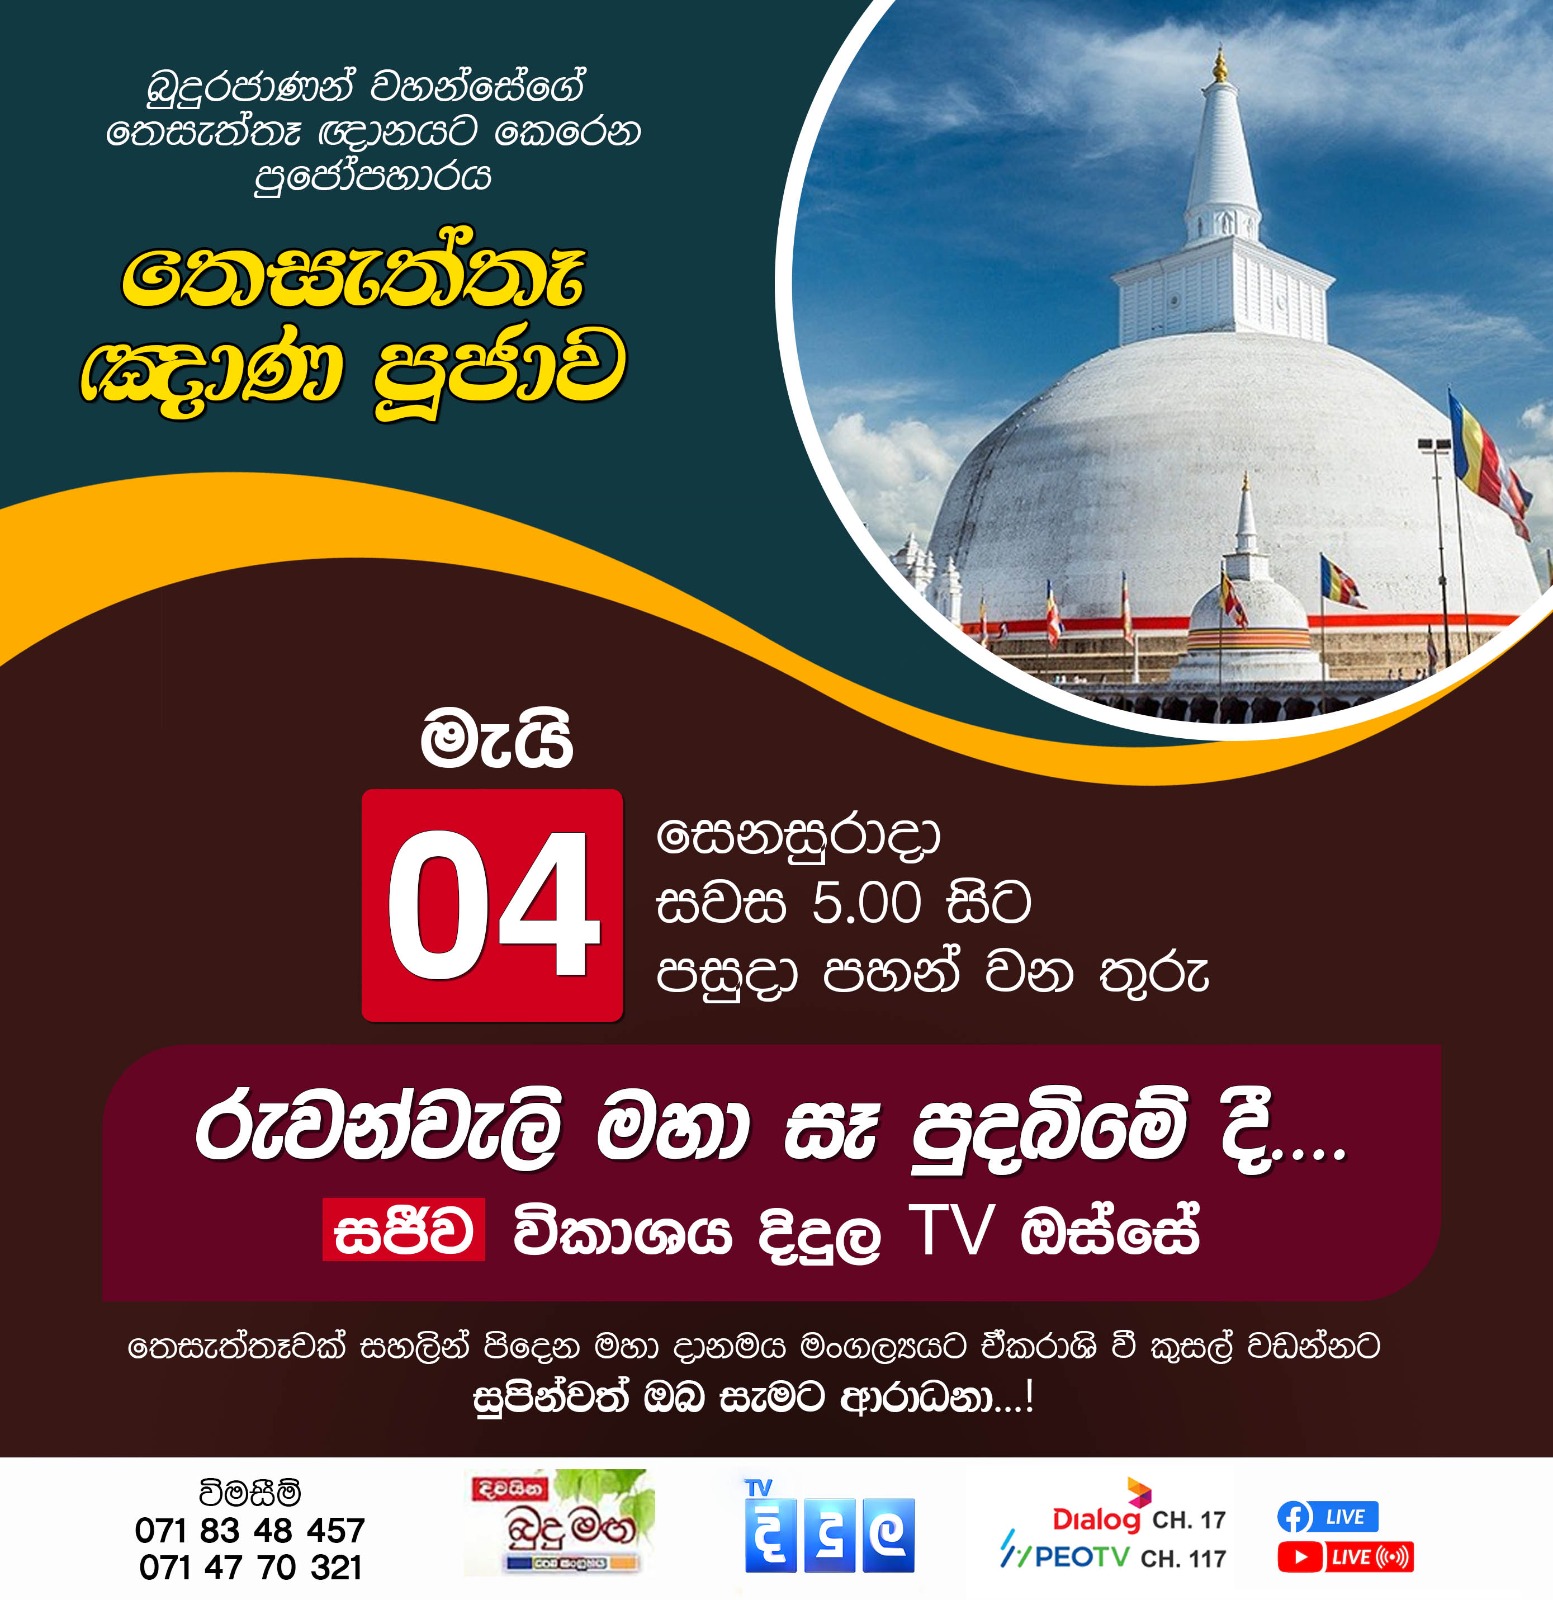 බුදුරජාණන් වහන්සේගේ
තෙසැත්තෑ ඥානයට කෙරෙන
පුජෝපහාරය
තෙසැත්තෑ
ඤාණ පූජාව
මැයි
04
සෙනසුරාදා
සවස 5.00 සිට
පසුදා පහන් වන තුරු
රුවන්වැලි මහා සෑ පුදබිමේ දී....
සජීව විකාශය දිදුල TV ඔස්සේ
තෙසැත්තෑවක් සහලින් පිදෙන මහා දානමය මංගල්‍යයට ඒකරාශි වී කුසල් වඩන්නට
සුපින්වත් ඔබ සැමට ආරාධනා...!
විමසීම්
071 83 48 457
071 47 70 321
දිවයින
බුදු මඟ
TV
දිදුල
Dialog CH. 17
PEOTV CH. 117
LIVE
LIVE